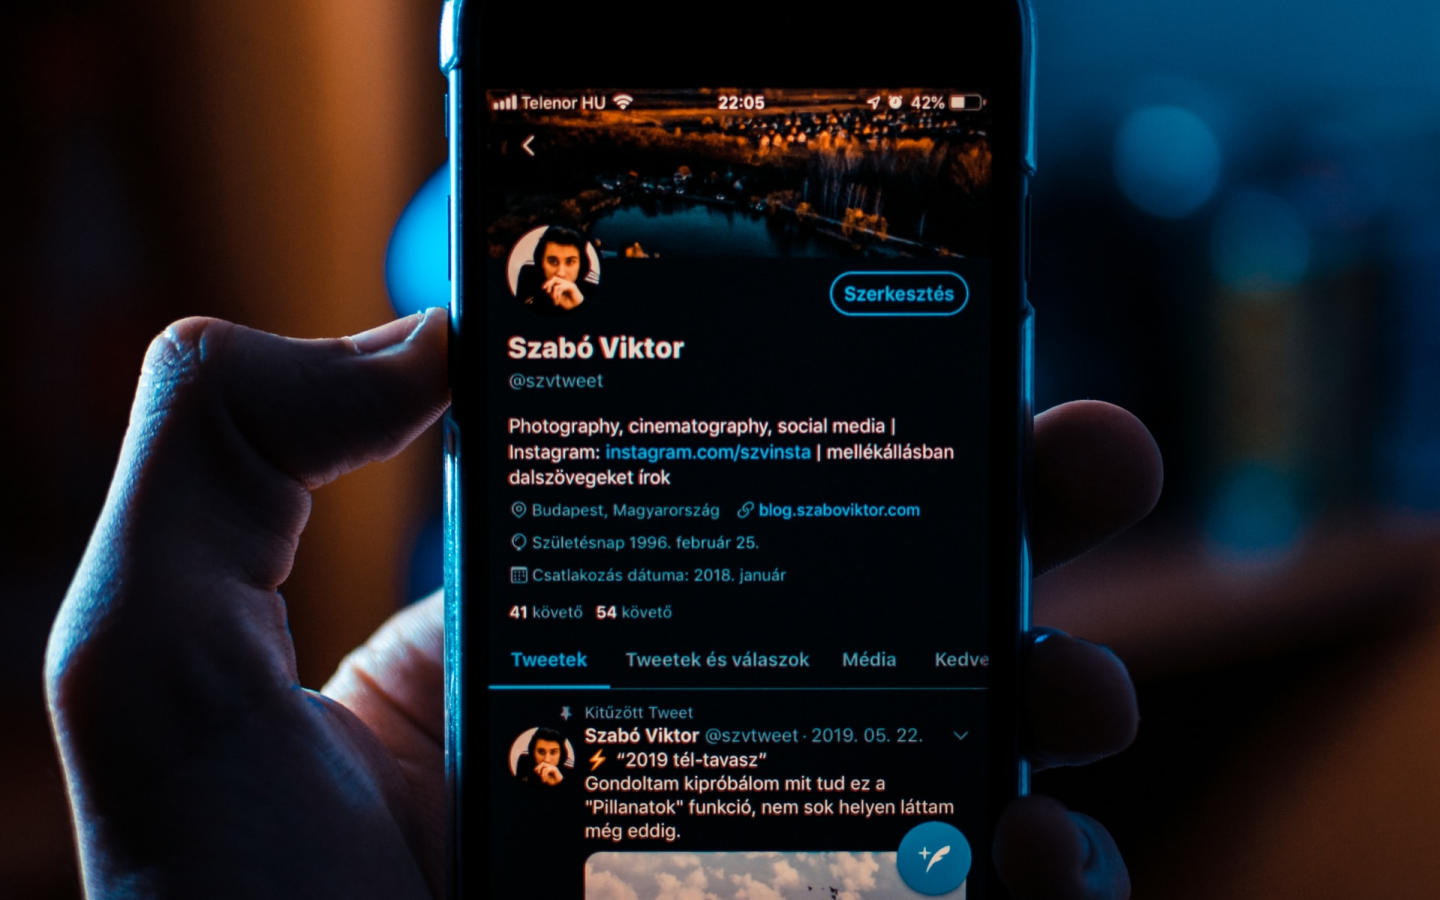 Telenor HU 22:05 42%
Szerkesztés
Szabó Viktor
@szvtweet
Photography, cinematography, social media |
Instagram: instagram.com/szvinsta | mellékállásban
dalszövegeket írok
Budapest, Magyarország blog.szaboviktor.com
Születésnap 1996. február 25.
Csatlakozás dátuma: 2018. január
41 követő 54 követő
Tweetek Tweetek és válaszok Média Kedve
Kitűzött Tweet
Szabó Viktor @szvtweet · 2019. 05. 22.
⚡ “2019 tél-tavasz”
Gondoltam kipróbálom mit tud ez a
"Pillanatok" funkció, nem sok helyen láttam
még eddig.